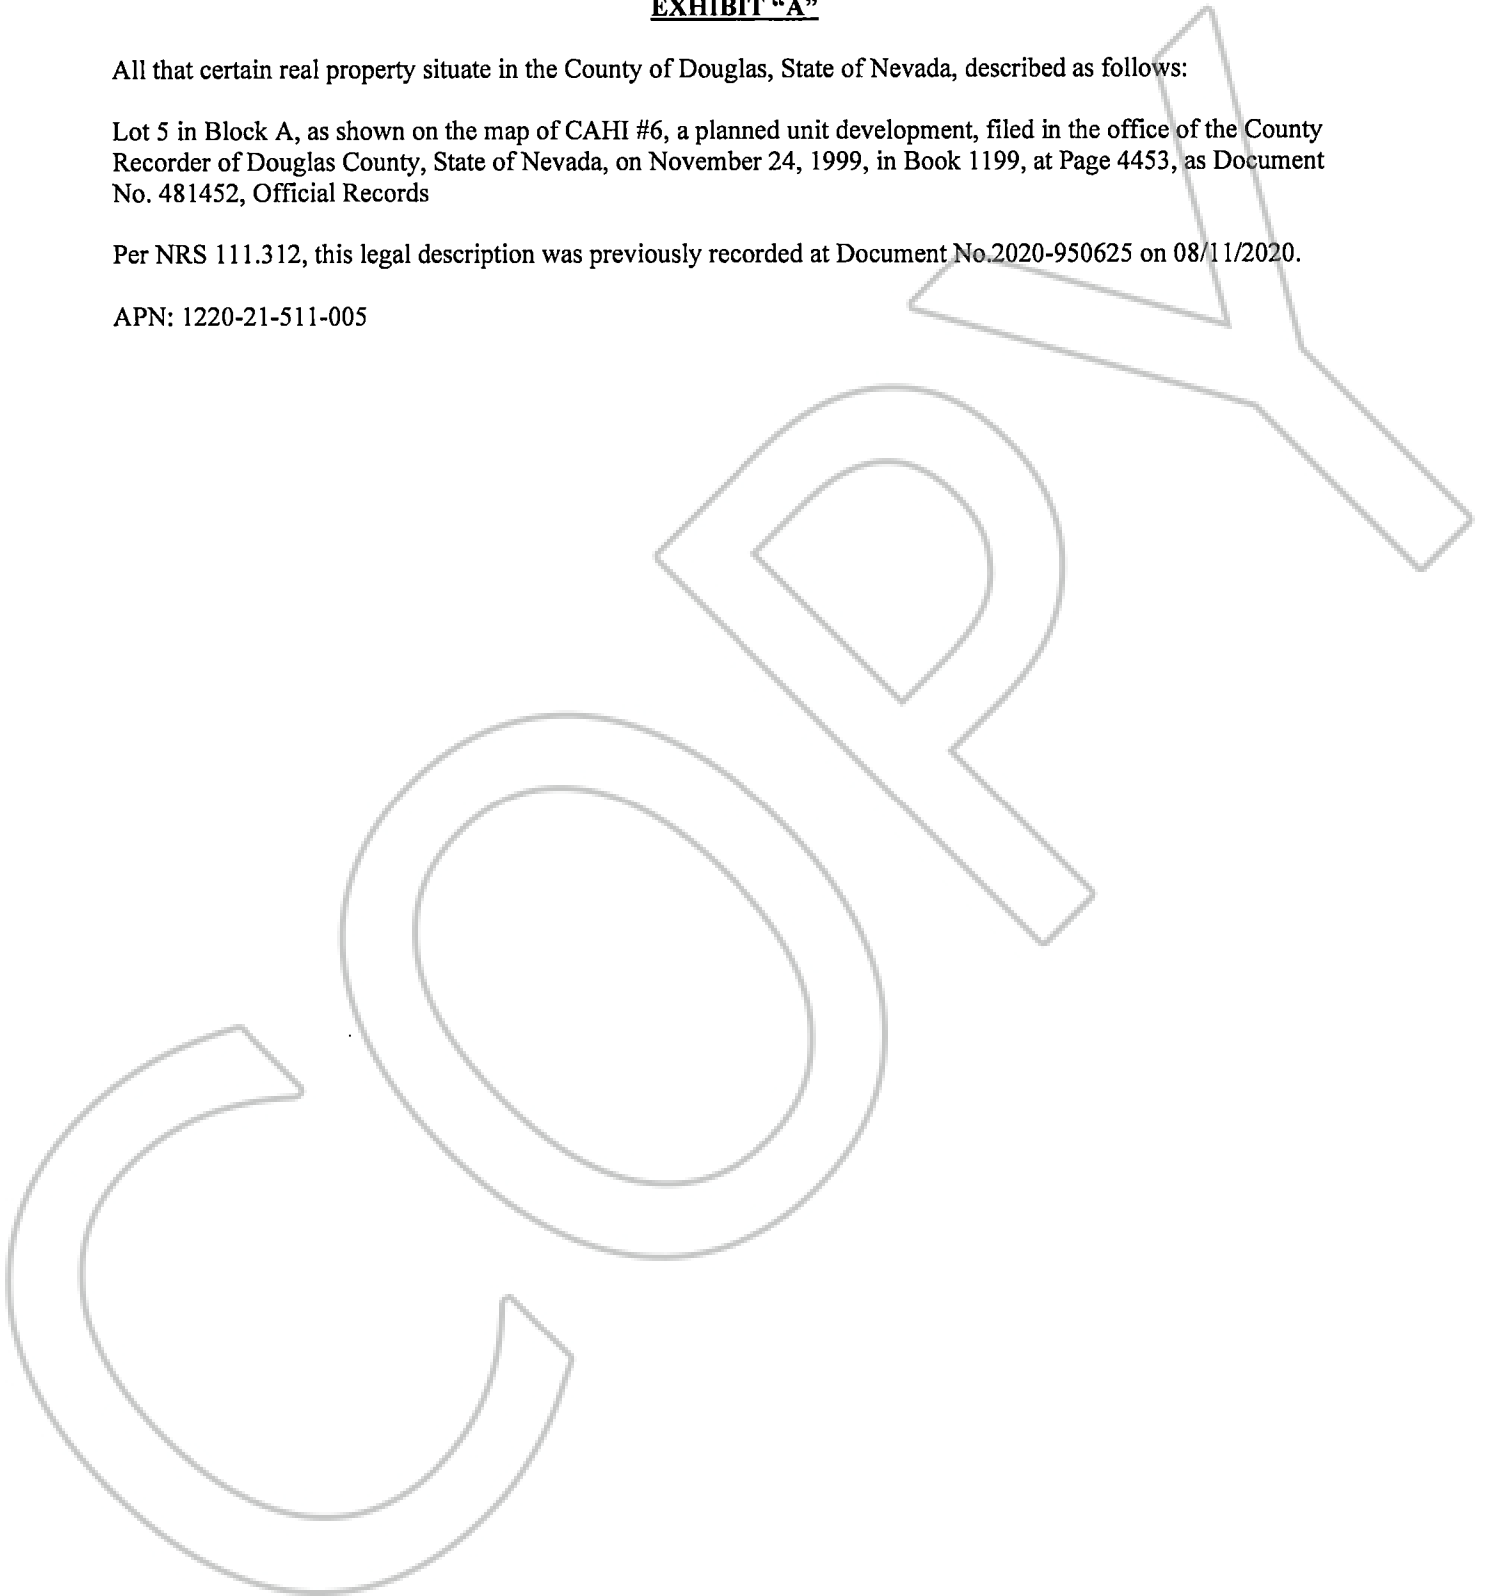 EXHIBIT “A”
All that certain real property situate in the County of Douglas, State of Nevada, described as follows:
Lot 5 in Block A, as shown on the map of CAHI #6, a planned unit development, filed in the office of the County
Recorder of Douglas County, State of Nevada, on November 24, 1999, in Book 1199, at Page 4453, as Document
No. 481452, Official Records
Per NRS 111.312, this legal description was previously recorded at Document No.2020-950625 on 08/11/2020.
APN: 1220-21-511-005
COPY